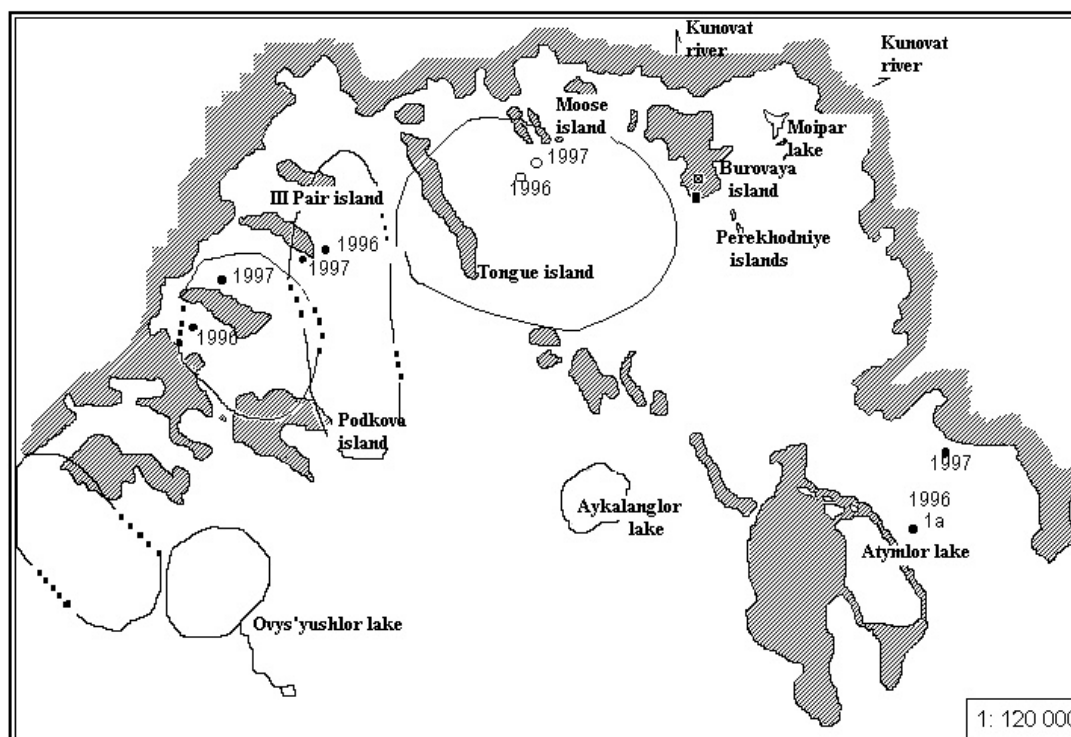 Kunovat
river
Kunovat
river
Moose
island
Moipar
lake
1997
1996
Burovaya
island
III Pair island
1996
1997
Perekhodniye
islands
Tongue island
1997
1996
Podkova
island
1997
Aykalanglor
lake
1996
1a
Atymlor lake
Ovys'yushlor lake
1: 120 000